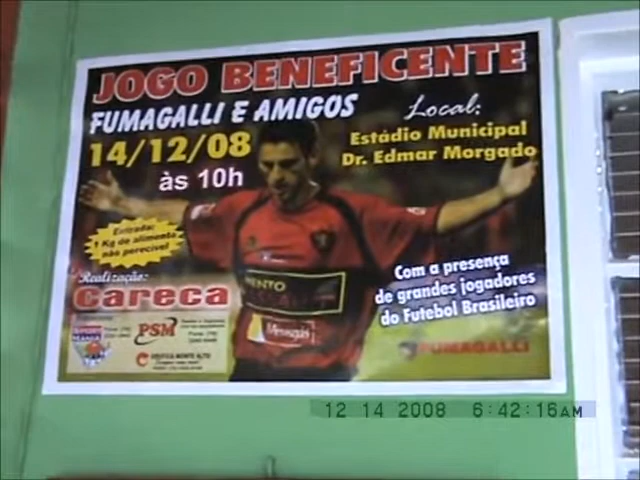 JOGO BENEFICENTE
FUMAGALLI E AMIGOS
14/12/08
às 10h
Local:
Estádio Municipal
Dr. Edmar Morgado
Entrada:
1 Kg de alimento
não perecível
Realização:
Careca
PSM
Com a presença
de grandes jogadores
do Futebol Brasileiro
FUMAGALLI
12 14 2008 6:42:16AM